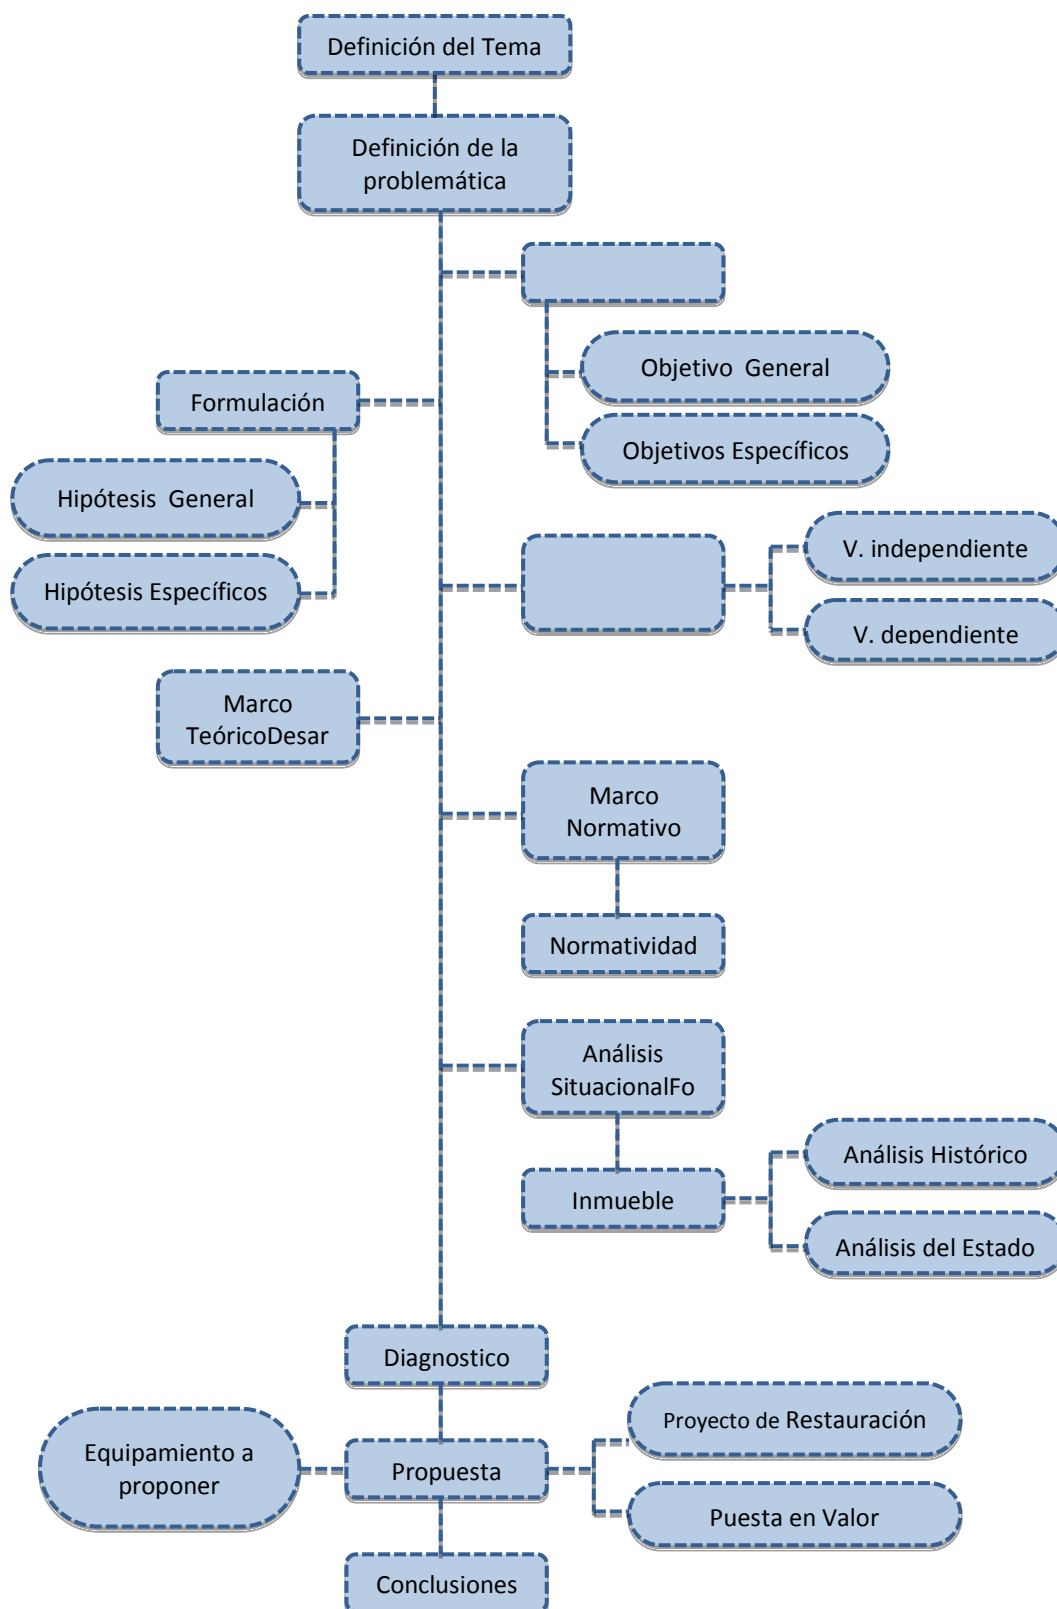 Definición del Tema
Definición de la
problemática
Objetivo General
Formulación
Objetivos Específicos
Hipótesis General
V. independiente
Hipótesis Específicos
V. dependiente
Marco
TeóricoDesar
Marco
Normativo
Normatividad
Análisis
SituacionalFo
Análisis Histórico
Inmueble
Análisis del Estado
Diagnostico
Proyecto de Restauración
Equipamiento a
proponer
Propuesta
Puesta en Valor
Conclusiones